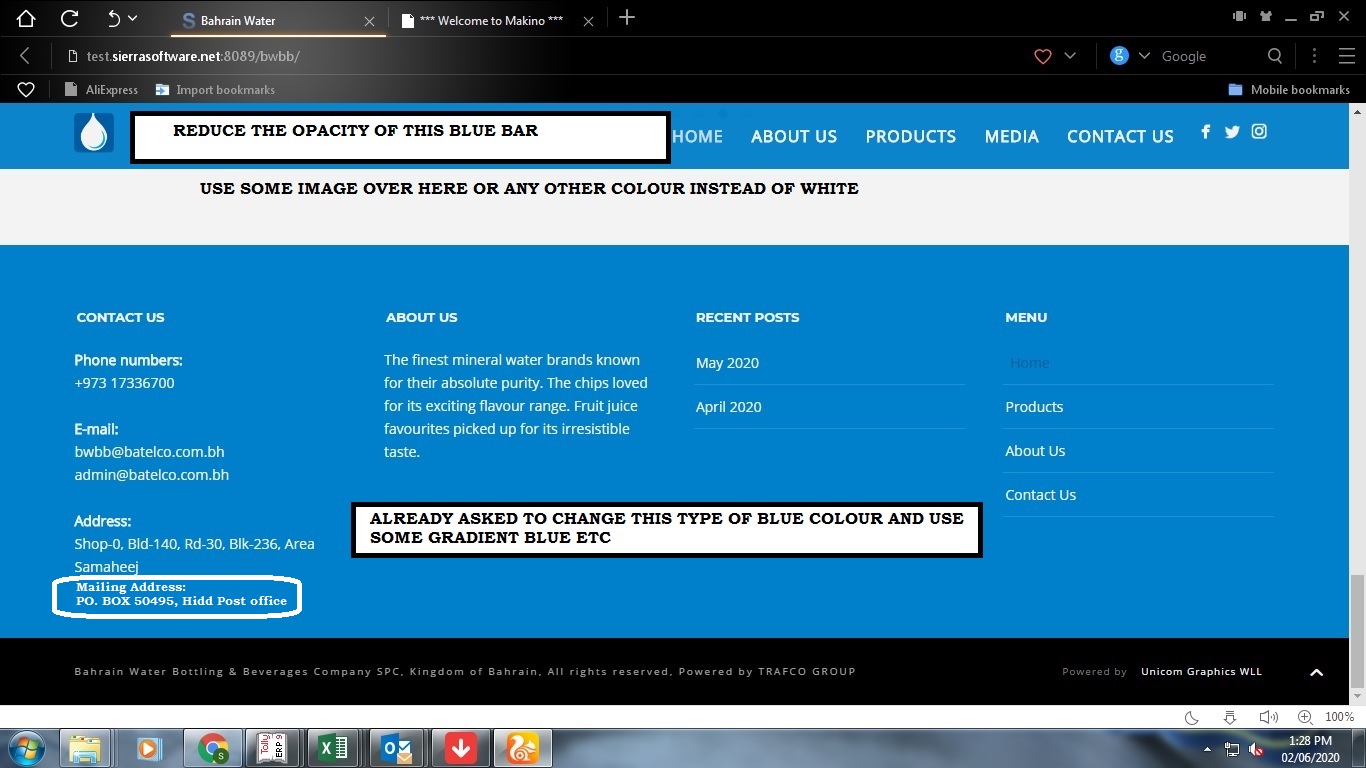 Bahrain Water
*** Welcome to Makino ***
test.sierrasoftware.net:8089/bwbb/
g
Google
AliExpress
Import bookmarks
Mobile bookmarks
REDUCE THE OPACITY OF THIS BLUE BAR
HOME
ABOUT US
PRODUCTS
MEDIA
CONTACT US
USE SOME IMAGE OVER HERE OR ANY OTHER COLOUR INSTEAD OF WHITE
CONTACT US
Phone numbers:
+973 17336700
E-mail:
bwbb@batelco.com.bh
admin@batelco.com.bh
Address:
Shop-0, Bld-140, Rd-30, Blk-236, Area
Samaheej
Mailing Address:
PO. BOX 50495, Hidd Post office
ABOUT US
The finest mineral water brands known
for their absolute purity. The chips loved
for its exciting flavour range. Fruit juice
favourites picked up for its irresistible
taste.
RECENT POSTS
May 2020
April 2020
MENU
Home
Products
About Us
Contact Us
ALREADY ASKED TO CHANGE THIS TYPE OF BLUE COLOUR AND USE
SOME GRADIENT BLUE ETC
Bahrain Water Bottling & Beverages Company SPC, Kingdom of Bahrain, All rights reserved, Powered by TRAFCO GROUP
Powered by Unicom Graphics WLL
100%
Tally
ERP 9
1:28 PM
02/06/2020